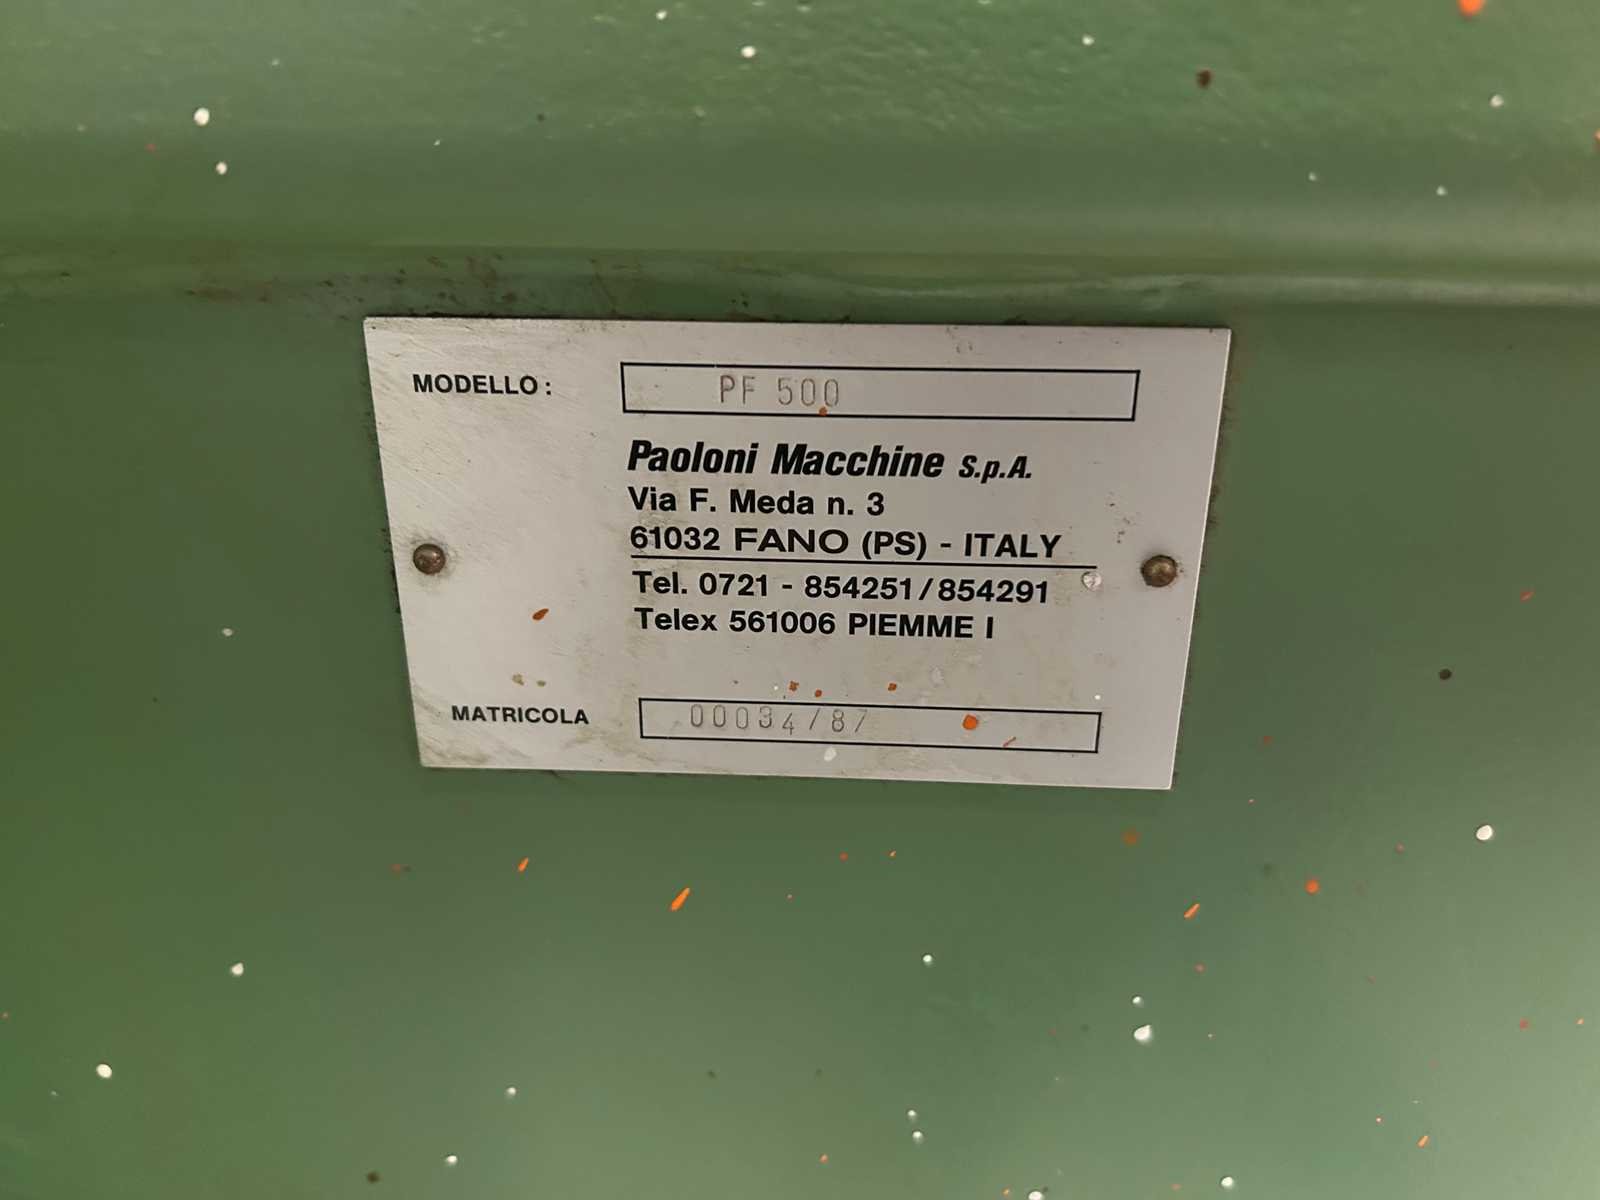 MODELLO: PF 500
Paoloni Macchine S.p.A.
Via F. Meda n. 3
61032 FANO (PS) - ITALY
Tel. 0721 - 854251/854291
Telex 561006 PIEMME I
MATRICOLA 00034/87